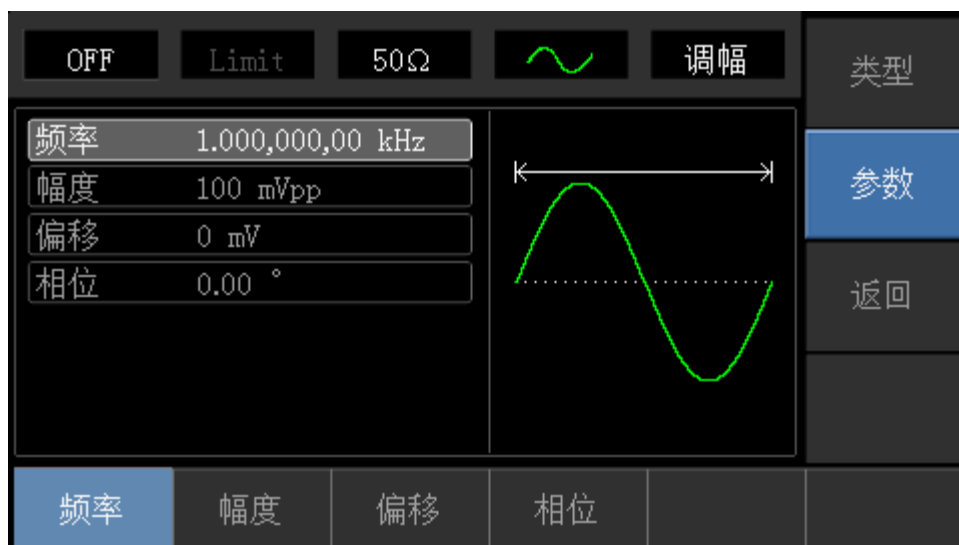 OFF Limit 50Ω 调幅 类型
频率 1.000,000,00 kHz
幅度 100 mVpp
偏移 0 mV
相位 0.00 °
参数
返回
频率 幅度 偏移 相位